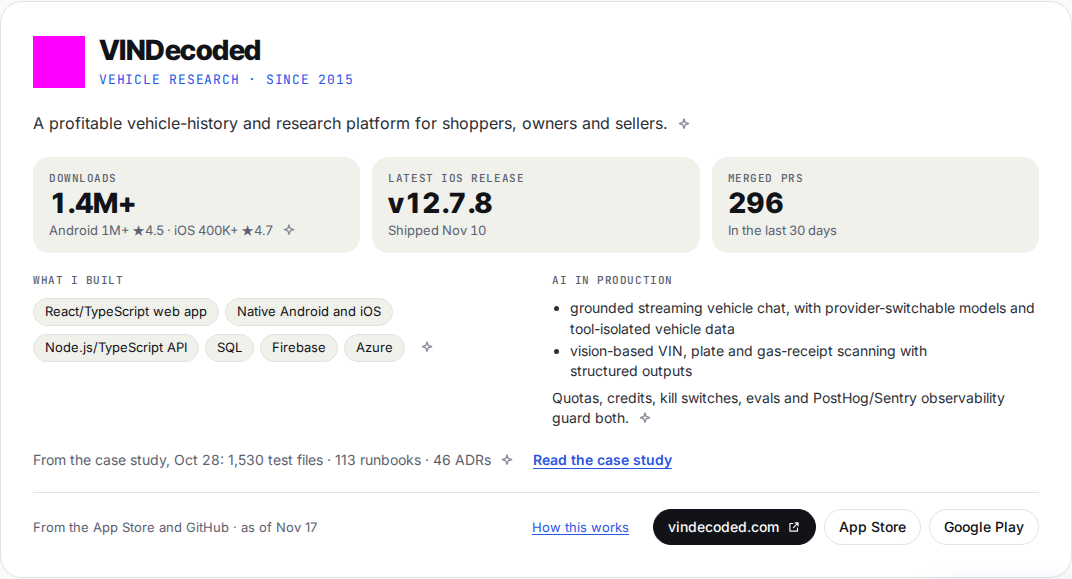 VINDecoded
VEHICLE RESEARCH · SINCE 2015
A profitable vehicle-history and research platform for shoppers, owners and sellers.
DOWNLOADS
1.4M+
Android 1M+ ★4.5 · iOS 400K+ ★4.7
LATEST IOS RELEASE
v12.7.8
Shipped Nov 10
MERGED PRS
296
In the last 30 days
WHAT I BUILT
React/TypeScript web app
Native Android and iOS
Node.js/TypeScript API
SQL
Firebase
Azure
AI IN PRODUCTION
• grounded streaming vehicle chat, with provider-switchable models and
tool-isolated vehicle data
• vision-based VIN, plate and gas-receipt scanning with
structured outputs
Quotas, credits, kill switches, evals and PostHog/Sentry observability
guard both.
From the case study, Oct 28: 1,530 test files · 113 runbooks · 46 ADRs
Read the case study
From the App Store and GitHub · as of Nov 17
How this works
vindecoded.com
App Store
Google Play